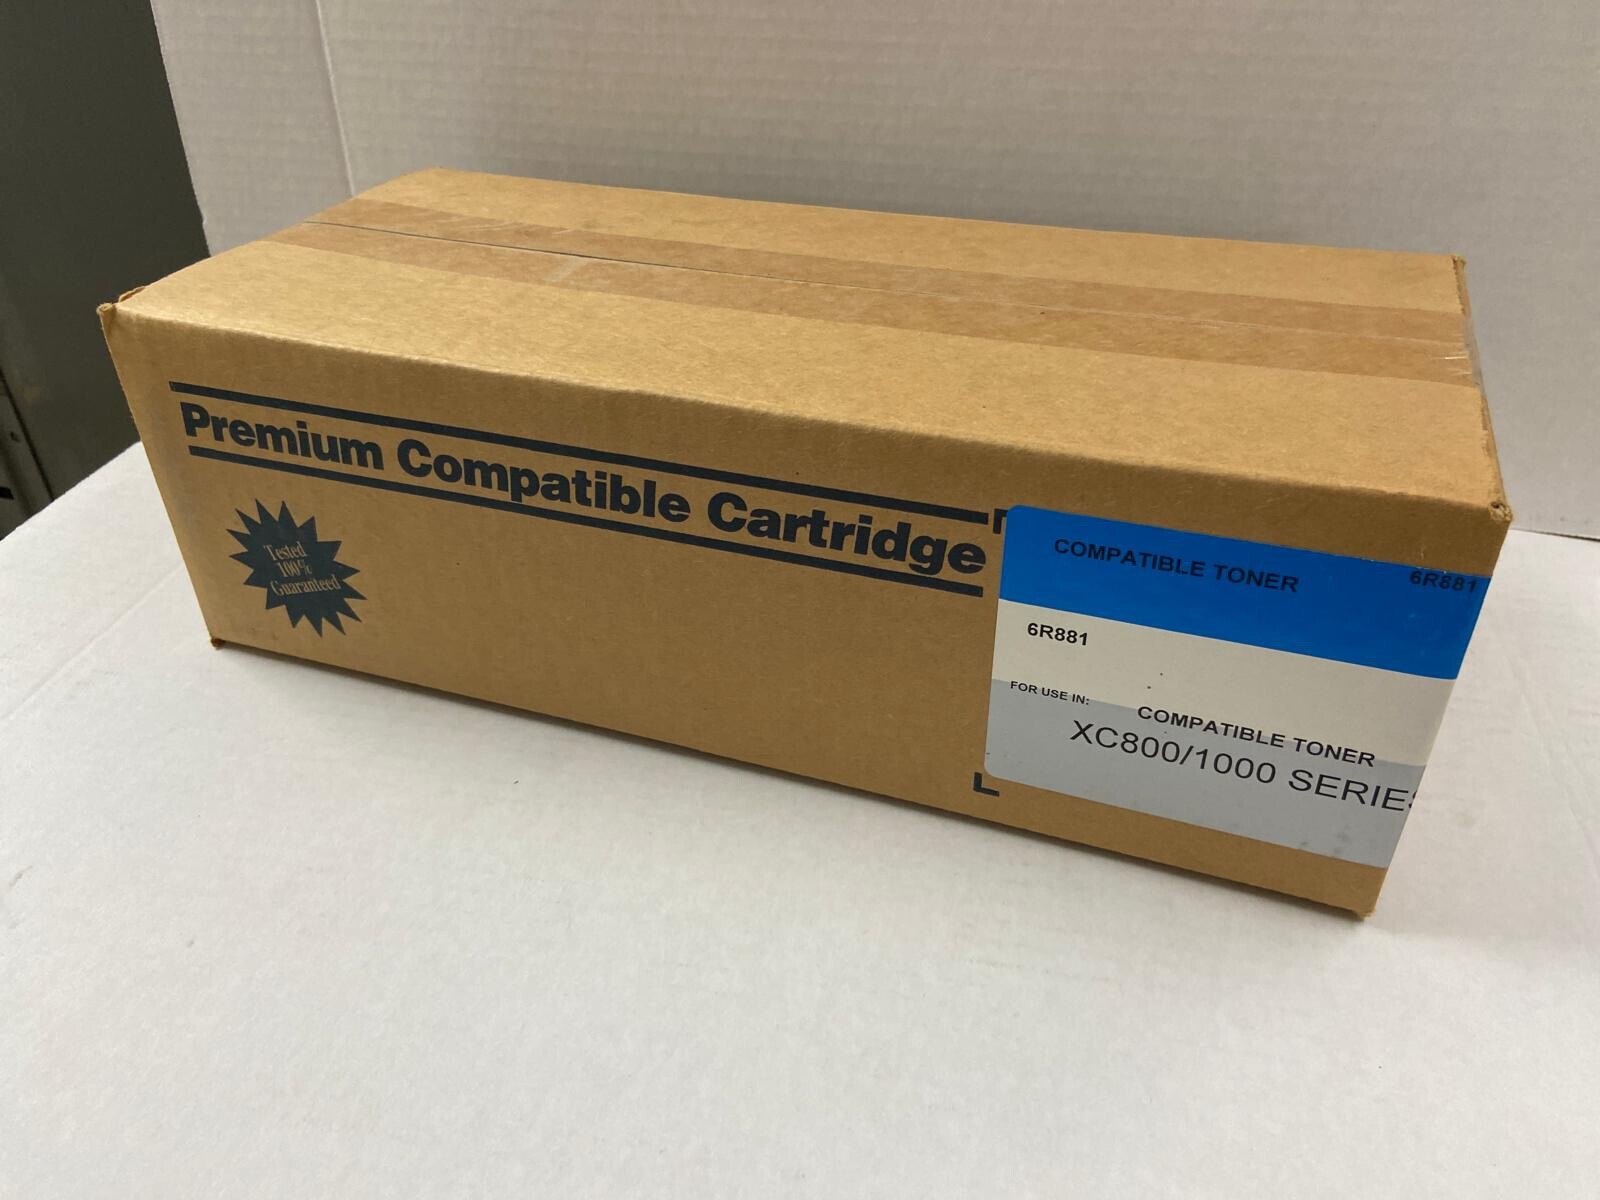 Premium Compatible Cartridge
Tested
100%
Guaranteed
COMPATIBLE TONER 6R881
6R881
FOR USE IN:
COMPATIBLE TONER
XC800/1000 SERIES